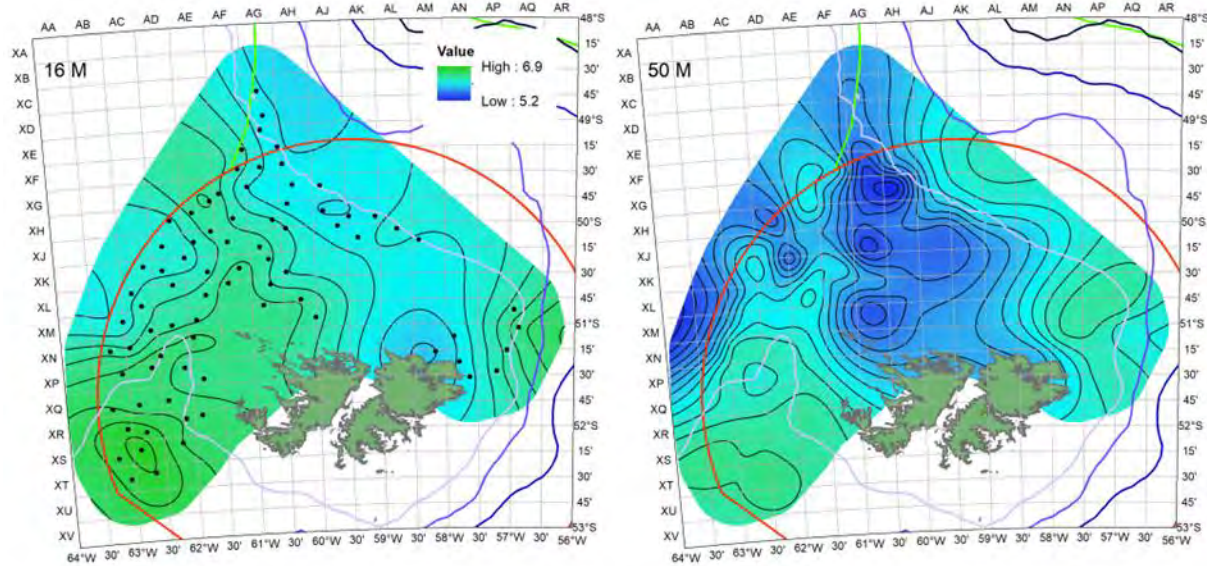 AA AB AC AD AE AF AG AH AJ AK AL AM AN AP AQ AR
16 M
Value
High : 6.9
Low : 5.2
XA
XB
XC
XD
XE
XF
XG
XH
XJ
XK
XL
XM
XN
XP
XQ
XR
XS
XT
XU
XV
48°S
15'
30'
45'
49°S
15'
30'
45'
50°S
15'
30'
45'
51°S
15'
30'
45'
52°S
15'
30'
45'
53°S
64°W 30' 63°W 30' 62°W 30' 61°W 30' 60°W 30' 59°W 30' 58°W 30' 57°W 30' 56°W
AA AB AC AD AE AF AG AH AJ AK AL AM AN AP AQ AR
50 M
XA
XB
XC
XD
XE
XF
XG
XH
XJ
XK
XL
XM
XN
XP
XQ
XR
XS
XT
XU
XV
48°S
15'
30'
45'
49°S
15'
30'
45'
50°S
15'
30'
45'
51°S
15'
30'
45'
52°S
15'
30'
45'
53°S
64°W 30' 63°W 30' 62°W 30' 61°W 30' 60°W 30' 59°W 30' 58°W 30' 57°W 30' 56°W